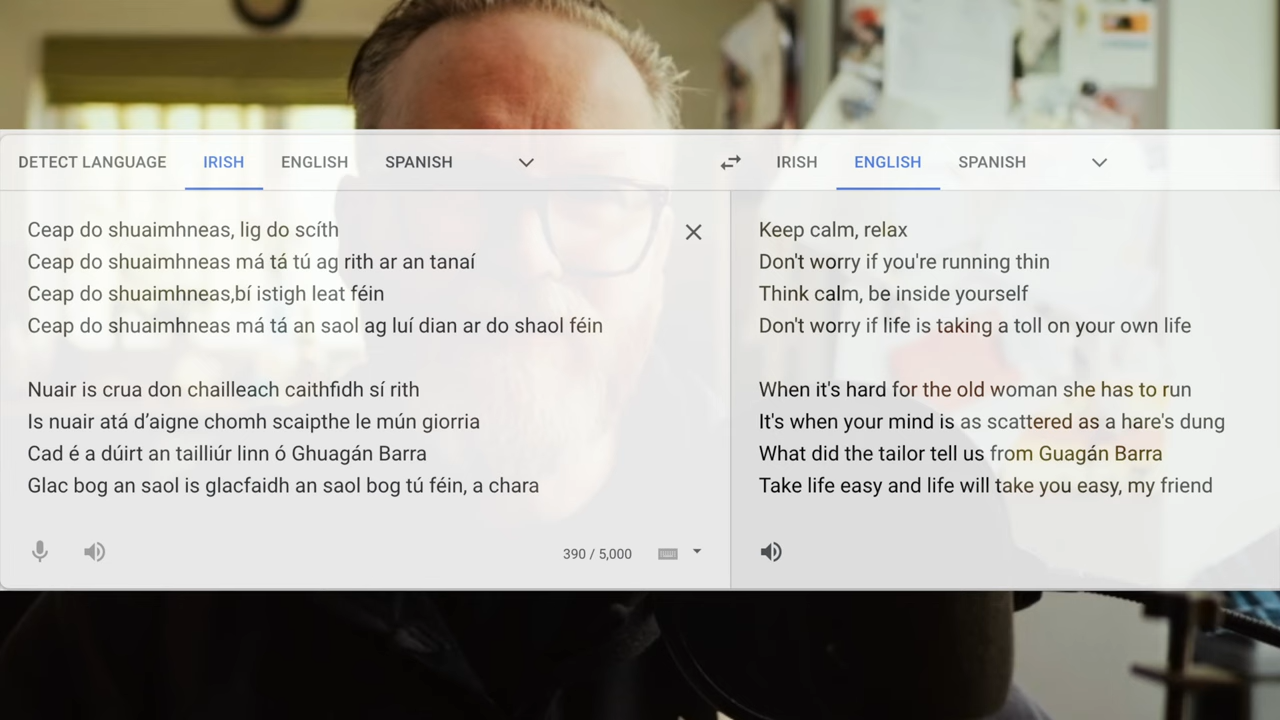 DETECT LANGUAGE IRISH ENGLISH SPANISH
IRISH ENGLISH SPANISH
Ceap do shuaimhneas, lig do scíth
Ceap do shuaimhneas má tá tú ag rith ar an tanaí
Ceap do shuaimhneas,bí istigh leat féin
Ceap do shuaimhneas má tá an saol ag luí dian ar do shaol féin
Nuair is crua don chailleach caithfidh sí rith
Is nuair atá d’aigne chomh scaipthe le mún giorria
Cad é a dúirt an tailliúr linn ó Ghuagán Barra
Glac bog an saol is glacfaidh an saol bog tú féin, a chara
390 / 5,000
Keep calm, relax
Don't worry if you're running thin
Think calm, be inside yourself
Don't worry if life is taking a toll on your own life
When it's hard for the old woman she has to run
It's when your mind is as scattered as a hare's dung
What did the tailor tell us from Guagán Barra
Take life easy and life will take you easy, my friend